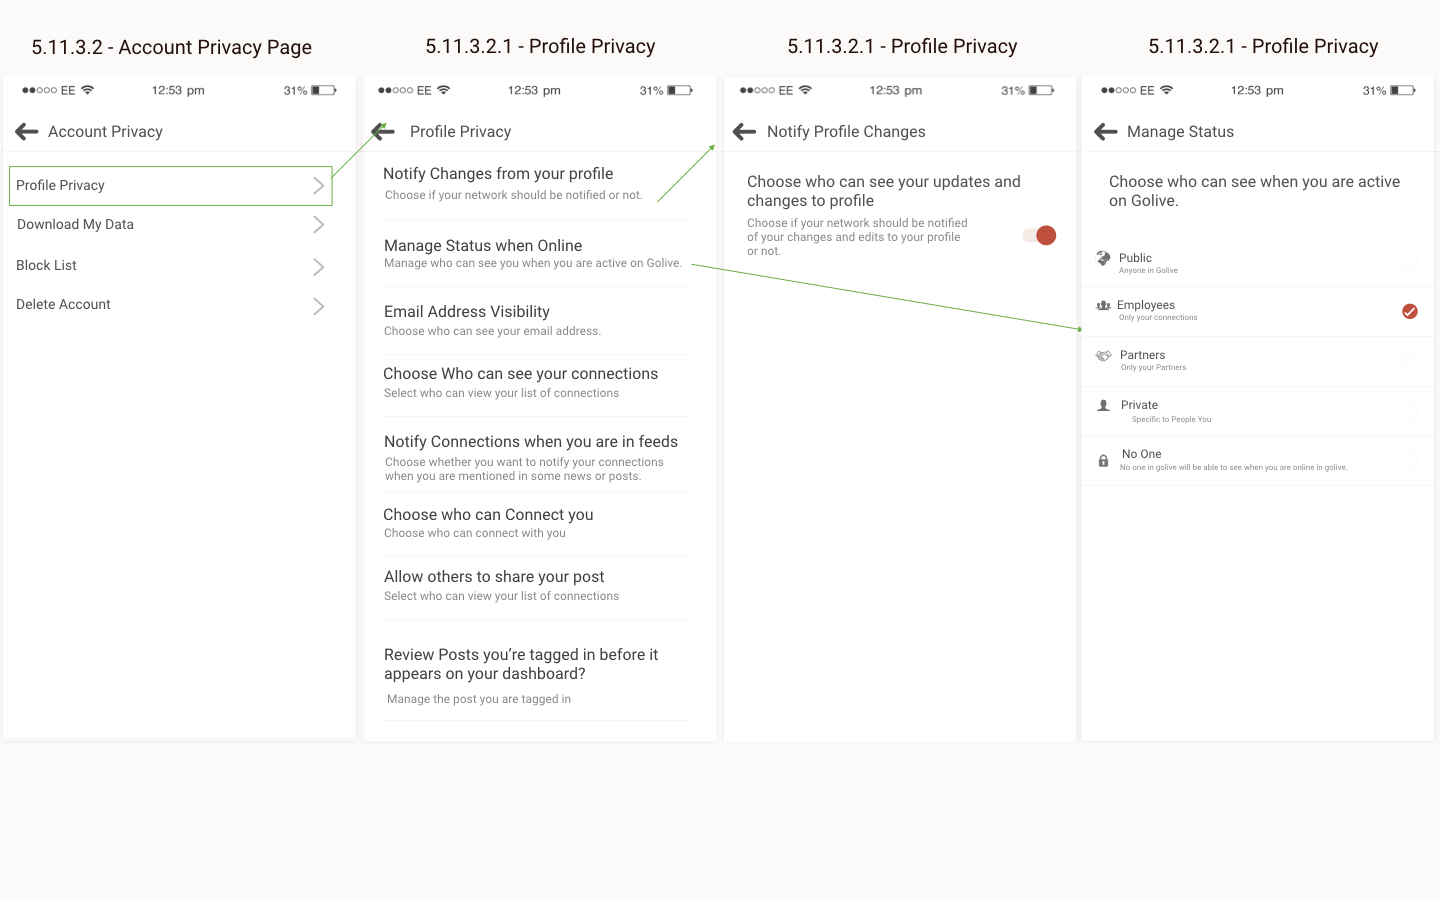 5.11.3.2 - Account Privacy Page
EE 12:53 pm 31%
Account Privacy
Profile Privacy
Download My Data
Block List
Delete Account
5.11.3.2.1 - Profile Privacy
EE 12:53 pm 31%
Profile Privacy
Notify Changes from your profile
Choose if your network should be notified or not.
Manage Status when Online
Manage who can see you when you are active on Golive.
Email Address Visibility
Choose who can see your email address.
Choose Who can see your connections
Select who can view your list of connections
Notify Connections when you are in feeds
Choose whether you want to notify your connections
when you are mentioned in some news or posts.
Choose who can Connect you
Choose who can connect with you
Allow others to share your post
Select who can view your list of connections
Review Posts you’re tagged in before it
appears on your dashboard?
Manage the post you are tagged in
5.11.3.2.1 - Profile Privacy
EE 12:53 pm 31%
Notify Profile Changes
Choose who can see your updates and
changes to profile
Choose if your network should be notified
of your changes and edits to your profile
or not.
5.11.3.2.1 - Profile Privacy
EE 12:53 pm 31%
Manage Status
Choose who can see when you are active
on Golive.
Public
Anyone in Golive
Employees
Only your connections
Partners
Only your Partners
Private
Specific to People You
No One
No one in golive will be able to see when you are online in golive.